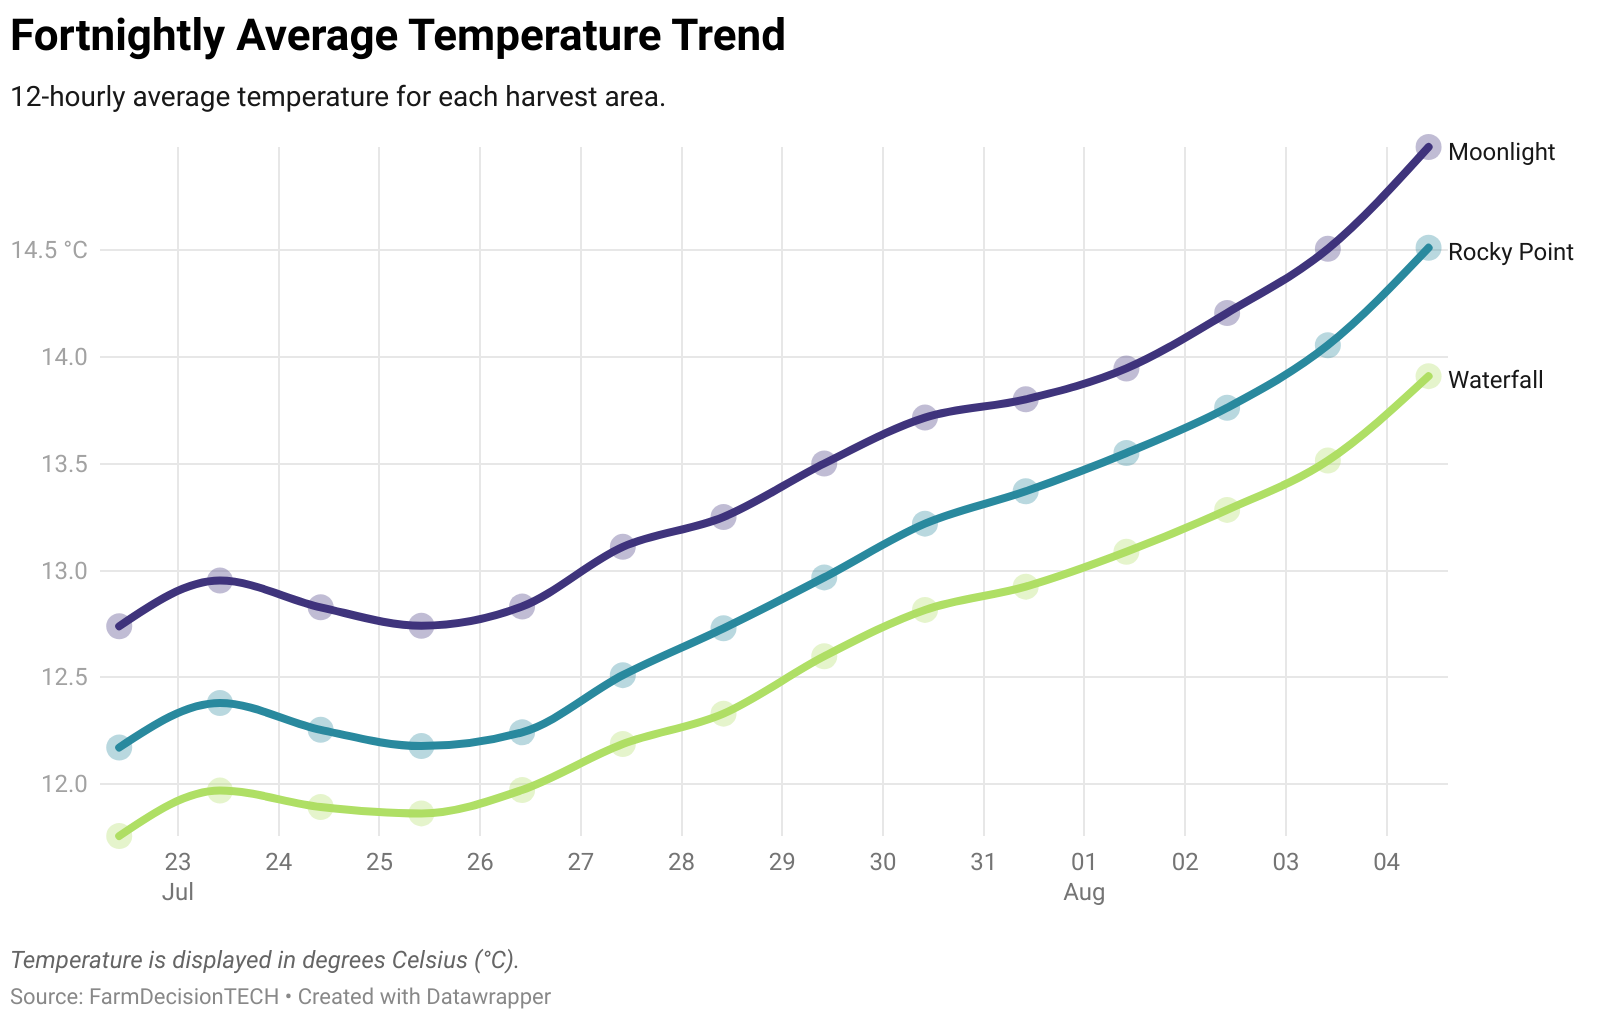 Fortnightly Average Temperature Trend
12-hourly average temperature for each harvest area.
Moonlight
14.5 °C
Rocky Point
14.0
Waterfall
13.5
13.0
12.5
12.0
23 24 25 26 27 28 29 30 31 01 02 03 04
Jul Aug
Temperature is displayed in degrees Celsius (°C).
Source: FarmDecisionTECH • Created with Datawrapper